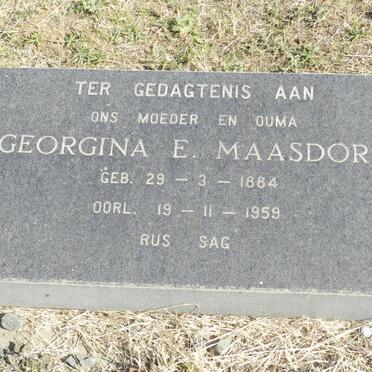 TER GEDAGTENIS AAN
ONS MOEDER EN OUMA
GEORGINA E. MAASDOR
GEB. 29 - 3 - 1884
OORL. 19 - 11 - 1959
RUS SAG